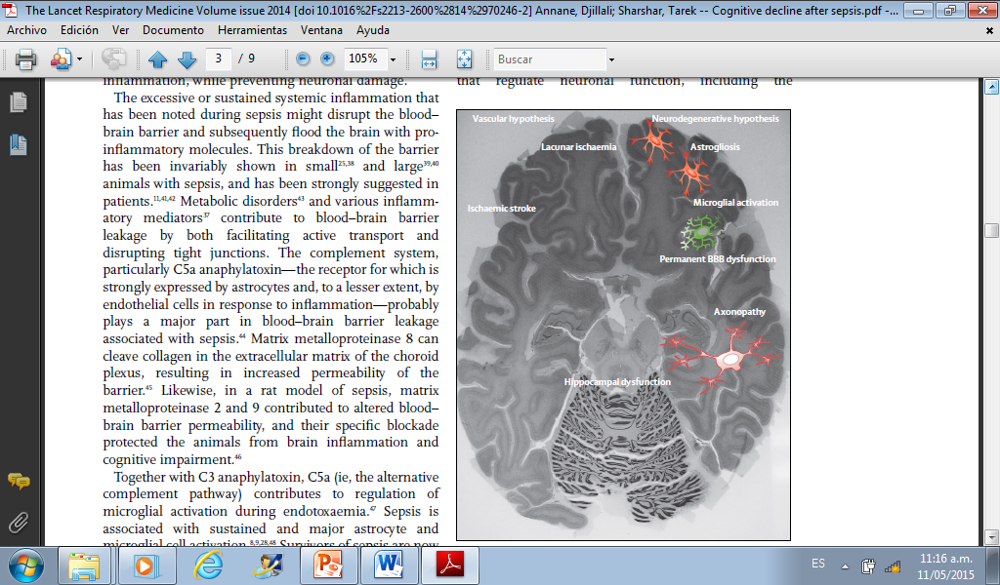 The Lancet Respiratory Medicine Volume issue 2014 [doi 10.1016%2Fs2213-2600%2814%2970246-2] Annane, Djillali; Sharshar, Tarek -- Cognitive decline after sepsis.pdf -...
Archivo Edición Ver Documento Herramientas Ventana Ayuda
3 / 9 105% Buscar
inflammation, while preventing neuronal damage.
The excessive or sustained systemic inflammation that
has been noted during sepsis might disrupt the blood–
brain barrier and subsequently flood the brain with pro-
inflammatory molecules. This breakdown of the barrier
has been invariably shown in small25,38 and large39,40
animals with sepsis, and has been strongly suggested in
patients.11,41,42 Metabolic disorders43 and various inflamm-
atory mediators37 contribute to blood–brain barrier
leakage by both facilitating active transport and
disrupting tight junctions. The complement system,
particularly C5a anaphylatoxin—the receptor for which is
strongly expressed by astrocytes and, to a lesser extent, by
endothelial cells in response to inflammation—probably
plays a major part in blood–brain barrier leakage
associated with sepsis.44 Matrix metalloproteinase 8 can
cleave collagen in the extracellular matrix of the choroid
plexus, resulting in increased permeability of the
barrier.45 Likewise, in a rat model of sepsis, matrix
metalloproteinase 2 and 9 contributed to altered blood–
brain barrier permeability, and their specific blockade
protected the animals from brain inflammation and
cognitive impairment.46
Together with C3 anaphylatoxin, C5a (ie, the alternative
complement pathway) contributes to regulation of
microglial activation during endotoxaemia.47 Sepsis is
associated with sustained and major astrocyte and
microglial cell activation.8,9,28,48 Survivors of sepsis are now
that regulate neuronal function, including the
Vascular hypothesis
Neurodegenerative hypothesis
Lacunar ischaemia
Astrogliosis
Ischaemic stroke
Microglial activation
Permanent BBB dysfunction
Axonopathy
Hippocampal dysfunction
ES
11:16 a.m.
11/05/2015